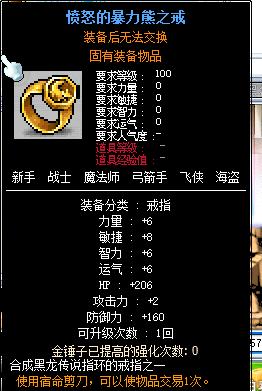 愤怒的暴力熊之戒
装备后无法交换
固有装备物品
要求等级 : 100
要求力量 : 0
要求敏捷 : 0
要求智力 : 0
要求运气 : 0
要求人气度 : -
道具等级 : -
道具经验值 : -
新手 战士 魔法师 弓箭手 飞侠 海盗
装备分类 : 戒指
力量 : +6
敏捷 : +8
智力 : +6
运气 : +6
HP : +206
攻击力 : +2
防御力 : +160
可升级次数 : 1回
金锤子已提高的强化次数: 0
合成黑龙传说指环的戒指之一
使用宿命剪刀，可以使物品交易1次。